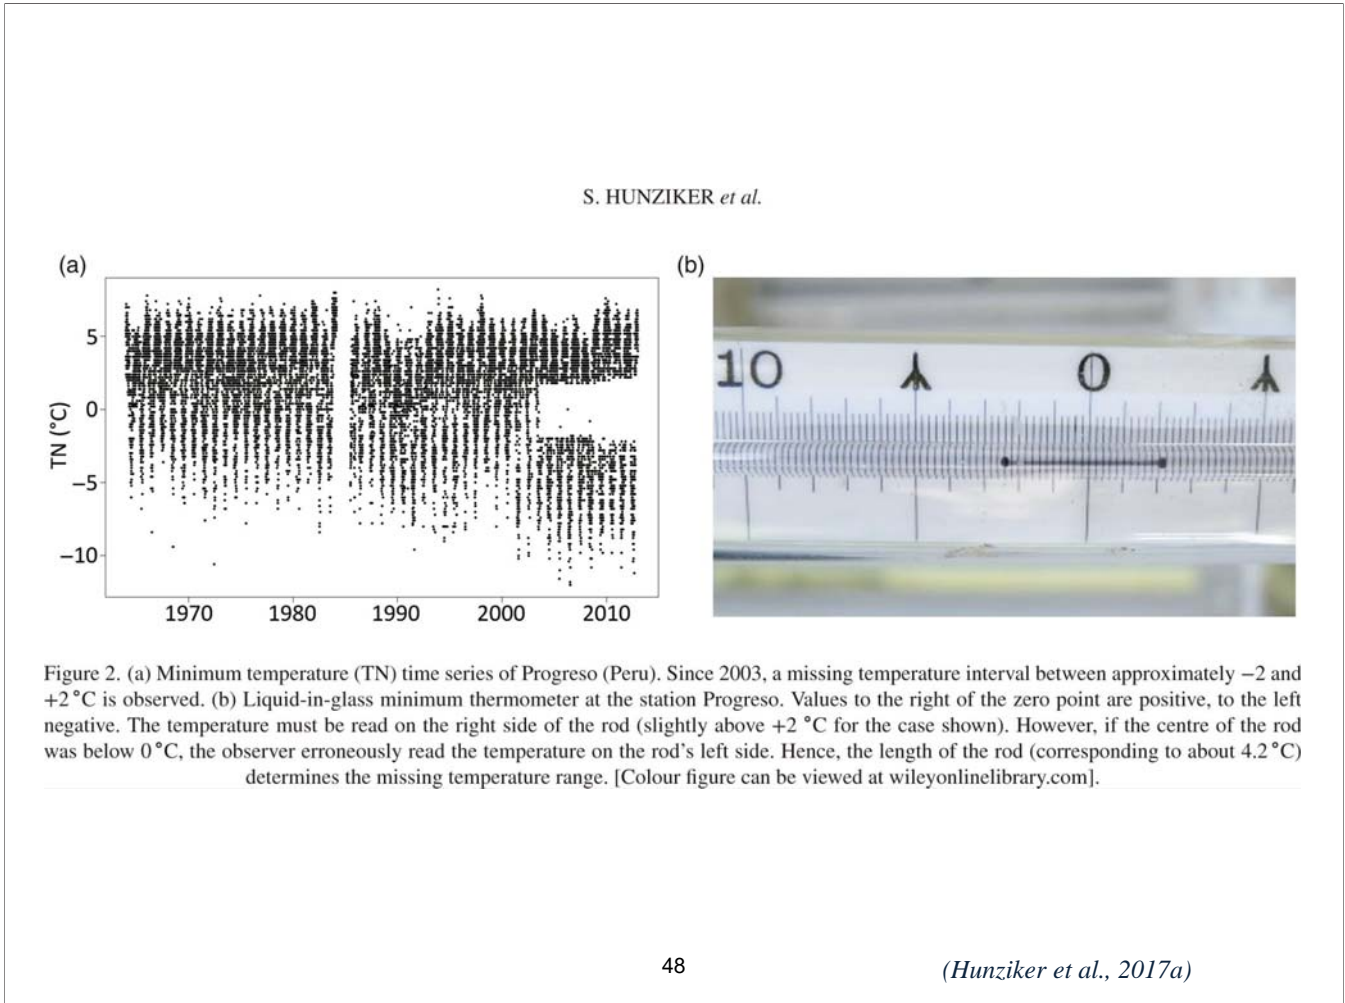 S. HUNZIKER et al.
(a)
(b)
5
0
−5
−10
TN (°C)
1970 1980 1990 2000 2010
10 0
Figure 2. (a) Minimum temperature (TN) time series of Progreso (Peru). Since 2003, a missing temperature interval between approximately −2 and
+2 °C is observed. (b) Liquid-in-glass minimum thermometer at the station Progreso. Values to the right of the zero point are positive, to the left
negative. The temperature must be read on the right side of the rod (slightly above +2 °C for the case shown). However, if the centre of the rod
was below 0 °C, the observer erroneously read the temperature on the rod's left side. Hence, the length of the rod (corresponding to about 4.2 °C)
determines the missing temperature range. [Colour figure can be viewed at wileyonlinelibrary.com].
48
(Hunziker et al., 2017a)